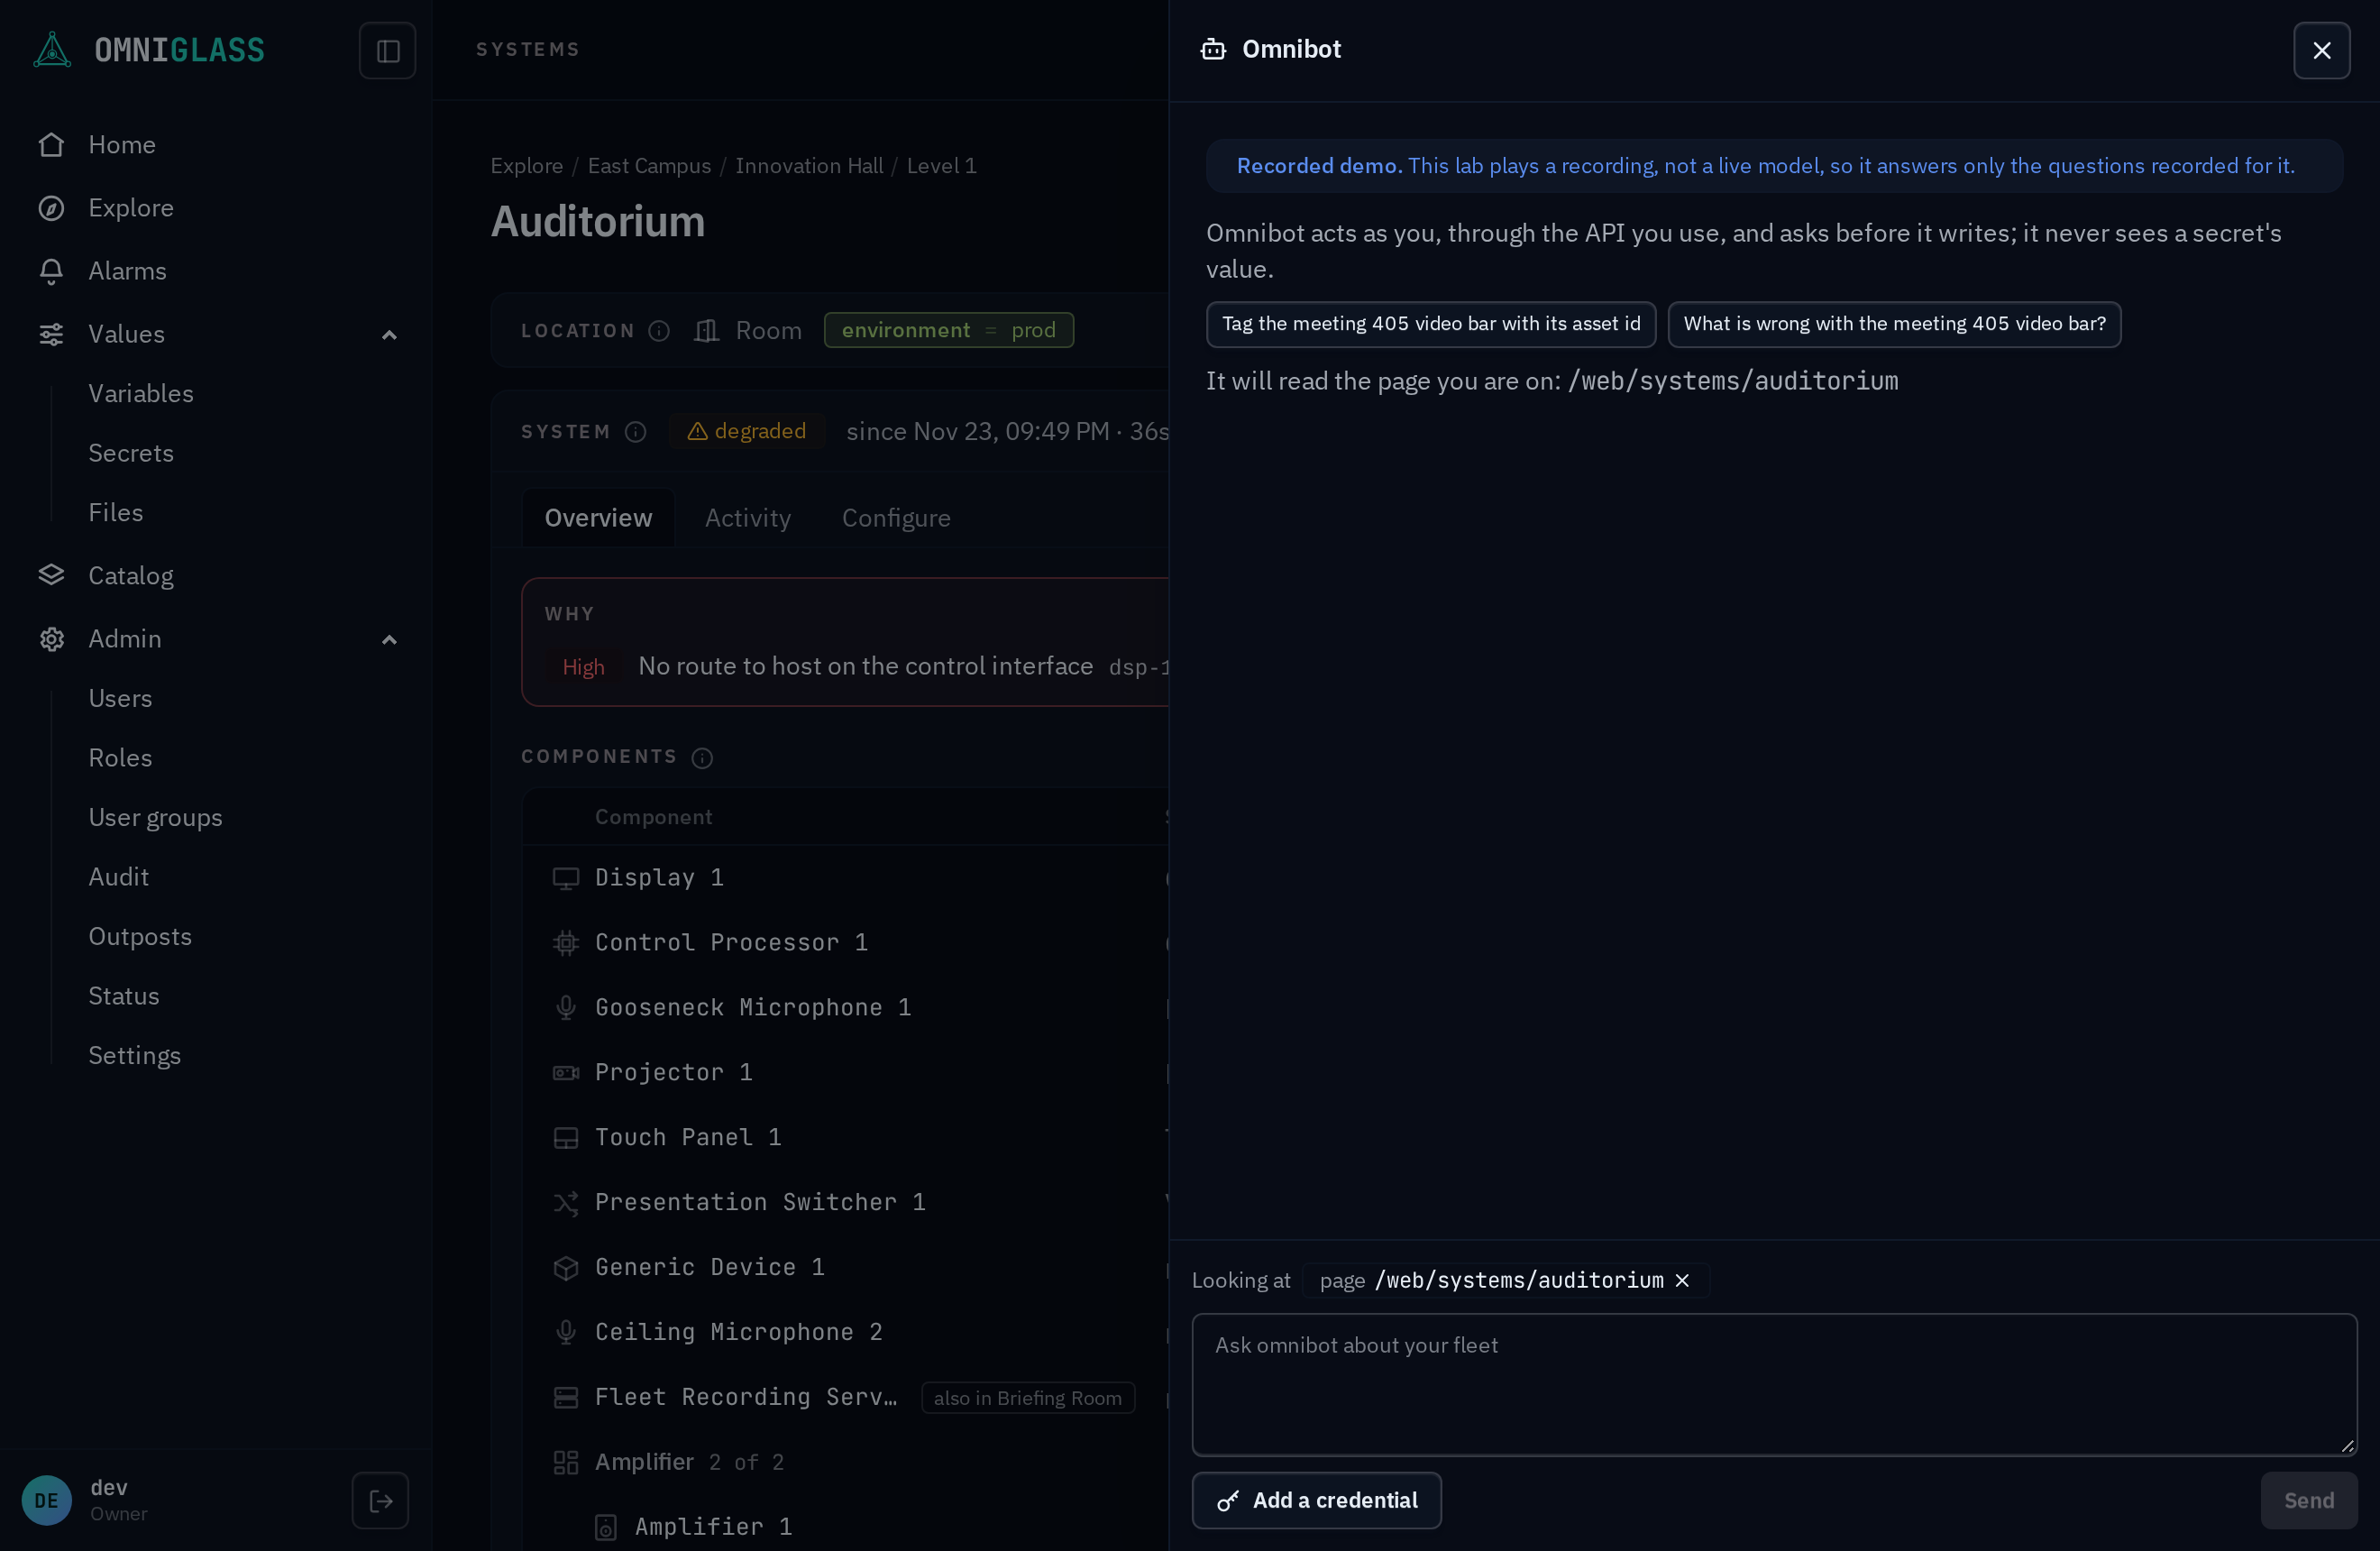 OMNIGLASS
Home
Explore
Alarms
Values
Variables
Secrets
Files
Catalog
Admin
Users
Roles
User groups
Audit
Outposts
Status
Settings
DE
dev
Owner
SYSTEMS
Explore / East Campus / Innovation Hall / Level 1
Auditorium
LOCATION Room environment = prod
SYSTEM degraded since Nov 23, 09:49 PM · 36s
Overview Activity Configure
WHY
High No route to host on the control interface dsp-1
COMPONENTS
Component
Display 1
Control Processor 1
Gooseneck Microphone 1
Projector 1
Touch Panel 1
Presentation Switcher 1
Generic Device 1
Ceiling Microphone 2
Fleet Recording Serv… also in Briefing Room
Amplifier 2 of 2
Amplifier 1
Omnibot
Recorded demo. This lab plays a recording, not a live model, so it answers only the questions recorded for it.
Omnibot acts as you, through the API you use, and asks before it writes; it never sees a secret's
value.
Tag the meeting 405 video bar with its asset id
What is wrong with the meeting 405 video bar?
It will read the page you are on: /web/systems/auditorium
Looking at page /web/systems/auditorium
Ask omnibot about your fleet
Add a credential
Send